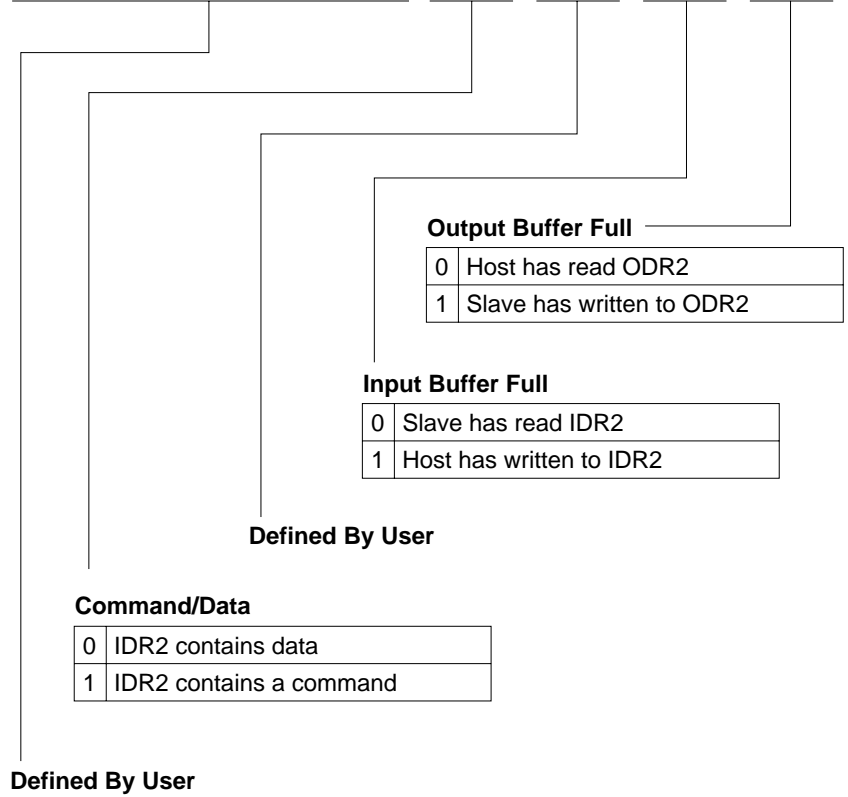 Output Buffer Full
0 Host has read ODR2
1 Slave has written to ODR2
Input Buffer Full
0 Slave has read IDR2
1 Host has written to IDR2
Defined By User
Command/Data
0 IDR2 contains data
1 IDR2 contains a command
Defined By User